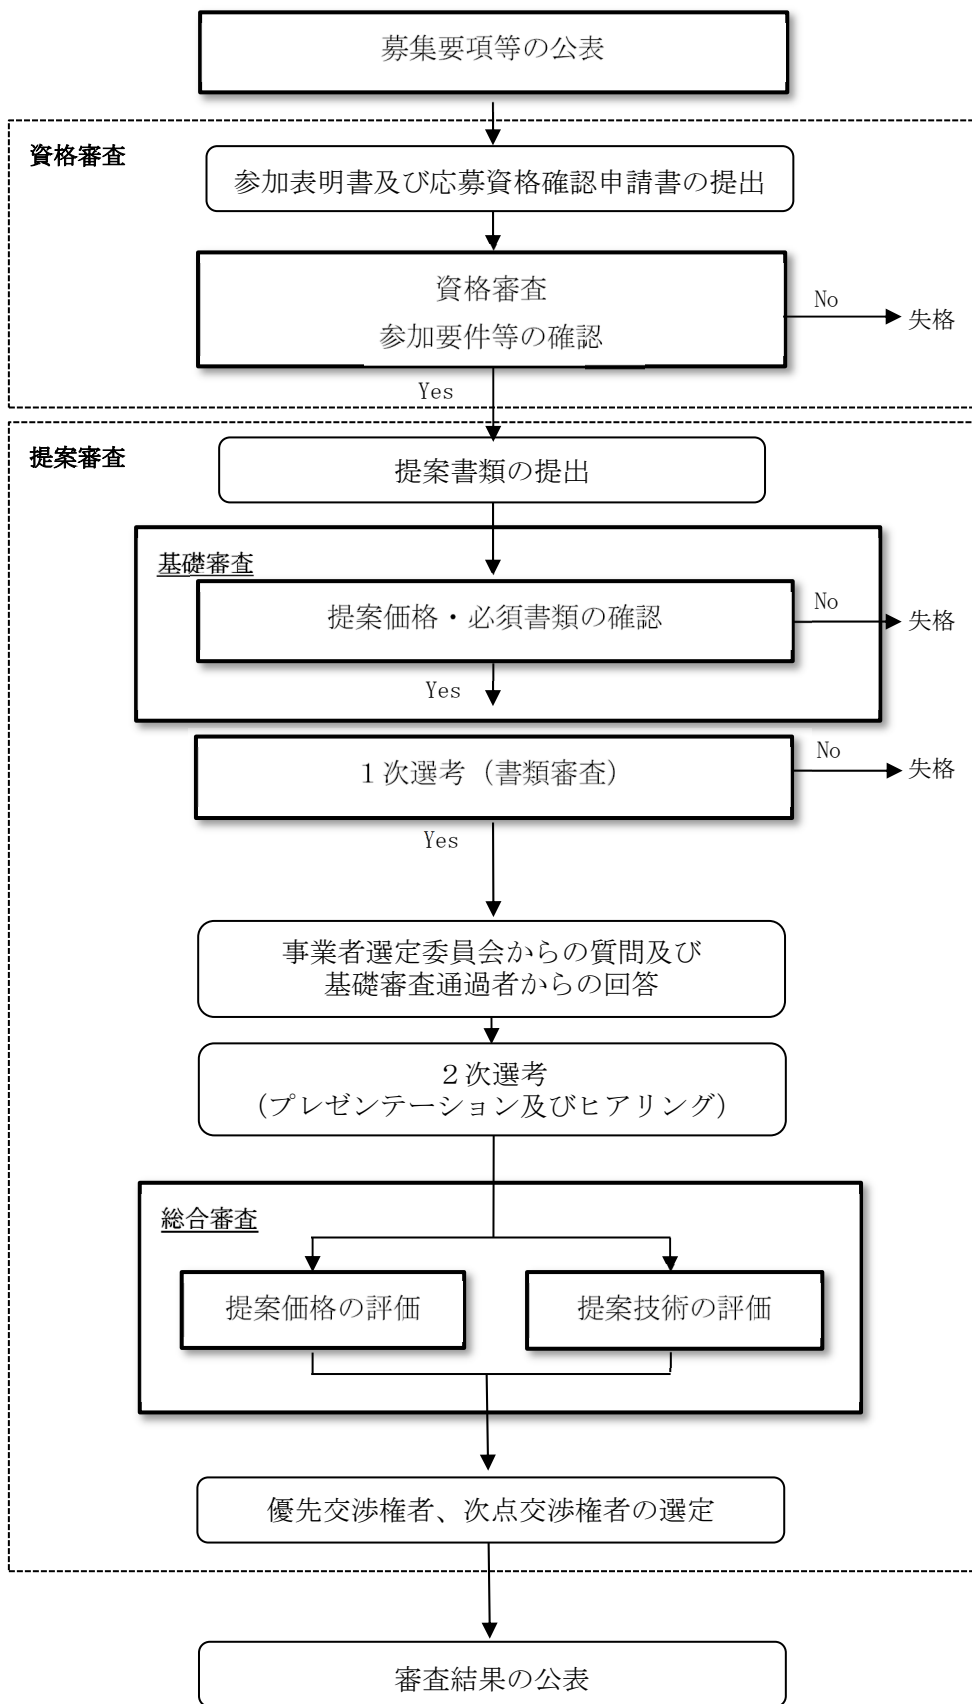 募集要項等の公表
資格審査
参加表明書及び応募資格確認申請書の提出
資格審査
参加要件等の確認
No
失格
Yes
提案審査
提案書類の提出
基礎審査
提案価格・必須書類の確認
No
失格
Yes
１次選考（書類審査）
No
失格
Yes
事業者選定委員会からの質問及び
基礎審査通過者からの回答
２次選考
（プレゼンテーション及びヒアリング）
総合審査
提案価格の評価
提案技術の評価
優先交渉権者、次点交渉権者の選定
審査結果の公表